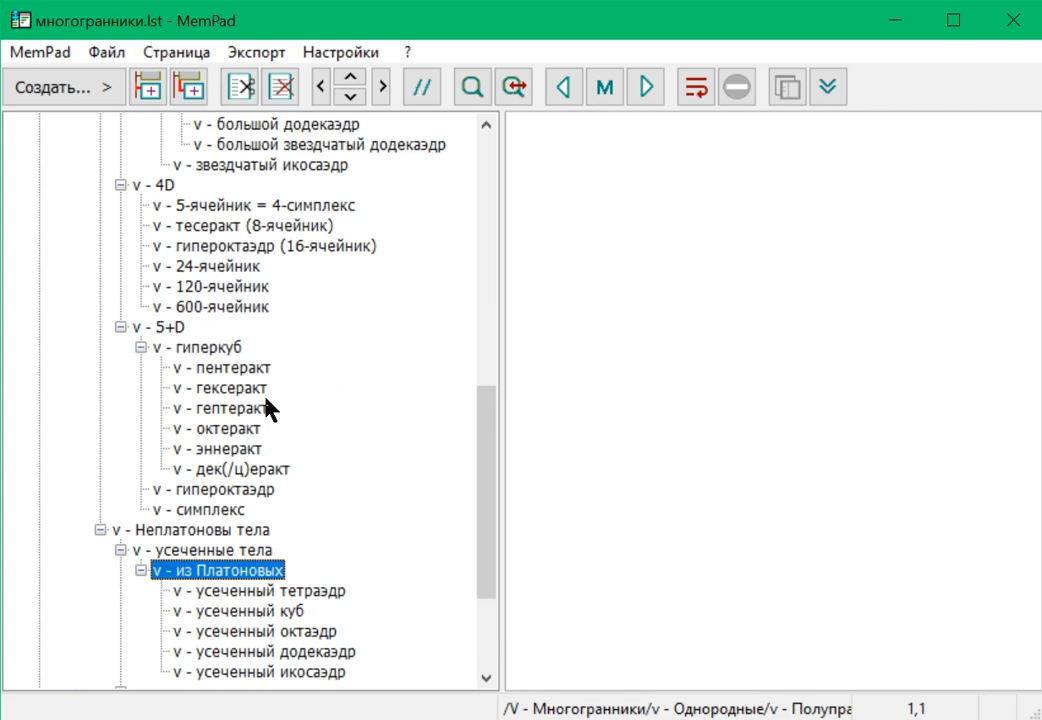 многогранники.lst - MemPad
MemPad Файл Страница Экспорт Настройки ?
Создать... > < > // M
v - большой додекаэдр
v - большой звездчатый додекаэдр
v - звездчатый икосаэдр
v - 4D
v - 5-ячейник = 4-симплекс
v - тесеракт (8-ячейник)
v - гипероктаэдр (16-ячейник)
v - 24-ячейник
v - 120-ячейник
v - 600-ячейник
v - 5+D
v - гиперкуб
v - пентеракт
v - гексеракт
v - гептеракт
v - октеракт
v - эннеракт
v - дек(/ц)еракт
v - гипероктаэдр
v - симплекс
v - Неплатоновы тела
v - усеченные тела
v - из Платоновых
v - усеченный тетраэдр
v - усеченный куб
v - усеченный октаэдр
v - усеченный додекаэдр
v - усеченный икосаэдр
/V - Многогранники/v - Однородные/v - Полупра 1,1